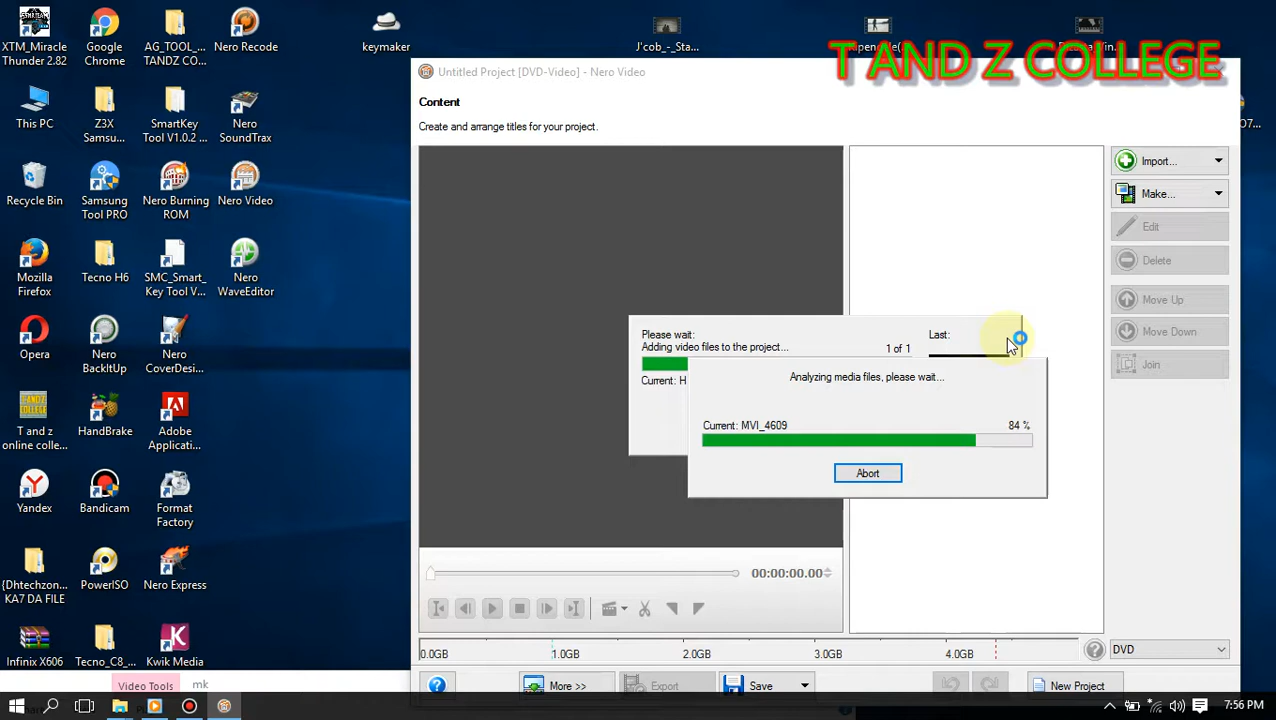 XTM_Miracle
Thunder 2.82
Google
Chrome
AG_TOOL_...
TANDZ CO...
Nero Recode
keymaker
J'cob_-_Sta...
T AND Z COLLEGE
This PC
Z3X
Samsu...
SmartKey
Tool V1.0.2 ...
Nero
SoundTrax
Recycle Bin
Samsung
Tool PRO
Nero Burning
ROM
Nero Video
Mozilla
Firefox
Tecno H6
SMC_Smart_
Key Tool V...
Nero
WaveEditor
Opera
Nero
BackItUp
Nero
CoverDesi...
T and z
online colle...
HandBrake
Adobe
Applicati...
Yandex
Bandicam
Format
Factory
{Dhtechzon...
KA7 DA FILE
PowerISO
Nero Express
Infinix X606
Tecno_C8_...
Kwik Media
Video Tools
mk
Untitled Project [DVD-Video] - Nero Video
Content
Create and arrange titles for your project.
Import...
Make...
Edit
Delete
Move Up
Move Down
Join
Please wait:
Adding video files to the project...
1 of 1
Last:
Current: H
Analyzing media files, please wait...
Current: MVI_4609
84 %
Abort
00:00:00.00
0.0GB
1.0GB
2.0GB
3.0GB
4.0GB
DVD
More >>
Export
Save
New Project
7:56 PM